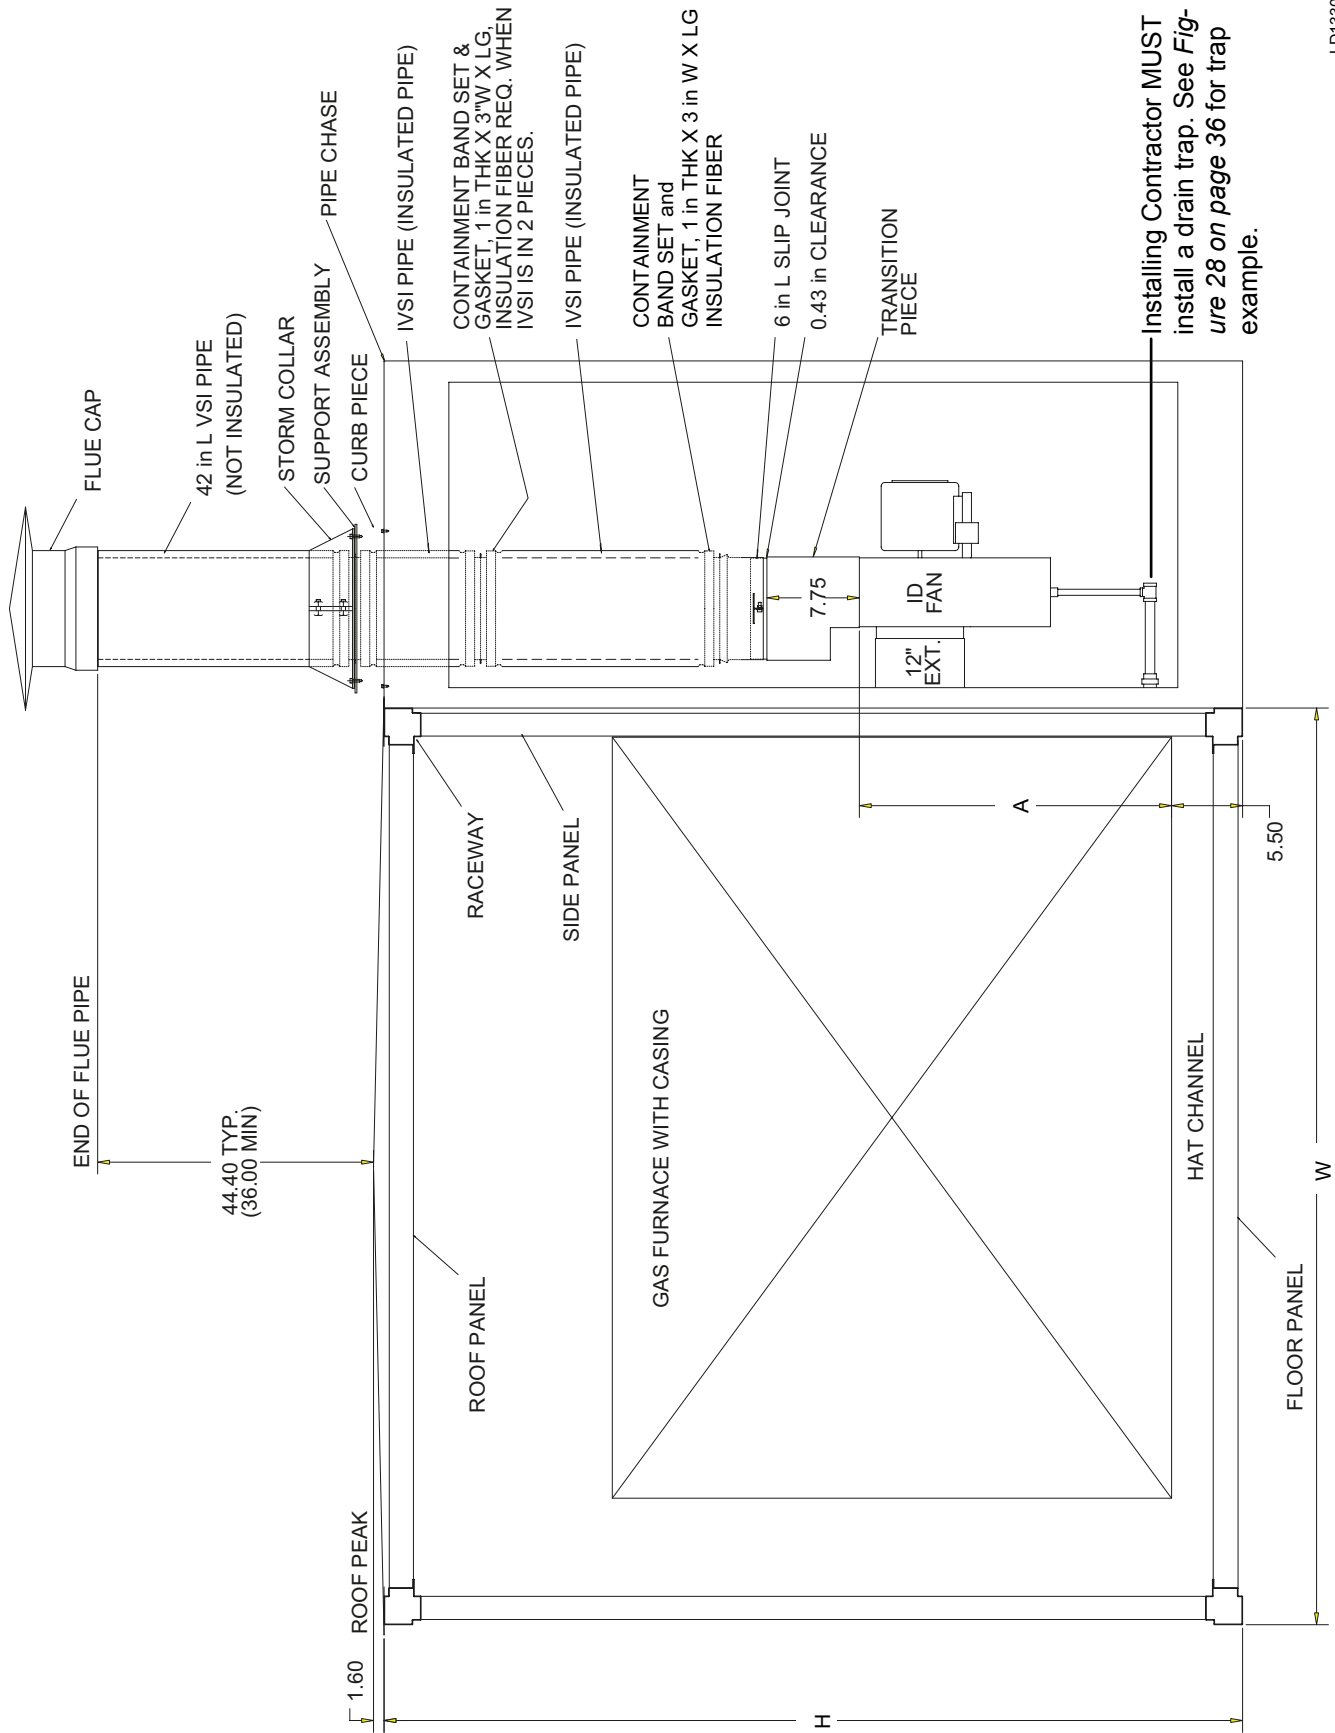 FLUE CAP
42 in L VSI PIPE
(NOT INSULATED)
STORM COLLAR
SUPPORT ASSEMBLY
CURB PIECE
PIPE CHASE
IVSI PIPE (INSULATED PIPE)
CONTAINMENT BAND SET &
GASKET, 1 in THK X 3"W X LG,
INSULATION FIBER REQ. WHEN
IVSI IS IN 2 PIECES.
IVSI PIPE (INSULATED PIPE)
CONTAINMENT
BAND SET and
GASKET, 1 in THK X 3 in W X LG
INSULATION FIBER
6 in L SLIP JOINT
0.43 in CLEARANCE
TRANSITION
PIECE
Installing Contractor MUST
install a drain trap. See Fig-
ure 28 on page 36 for trap
example.
7.75
ID
FAN
12"
EXT.
END OF FLUE PIPE
44.40 TYP.
(36.00 MIN)
RACEWAY
SIDE PANEL
ROOF PANEL
GAS FURNACE WITH CASING
A
5.50
HAT CHANNEL
FLOOR PANEL
W
1.60
ROOF PEAK
H